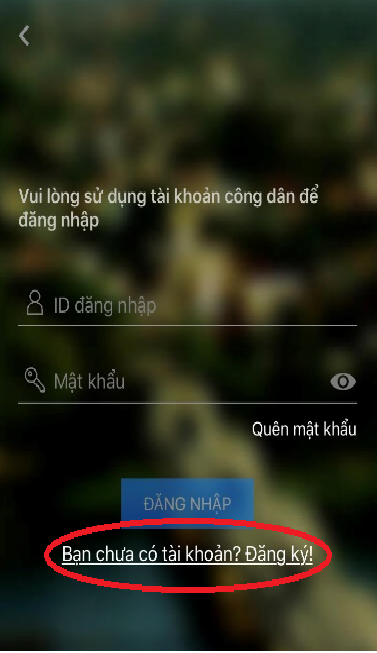 Vui lòng sử dụng tài khoản công dân để
đăng nhập
ID đăng nhập
Mật khẩu
Quên mật khẩu
ĐĂNG NHẬP
Bạn chưa có tài khoản? Đăng ký!